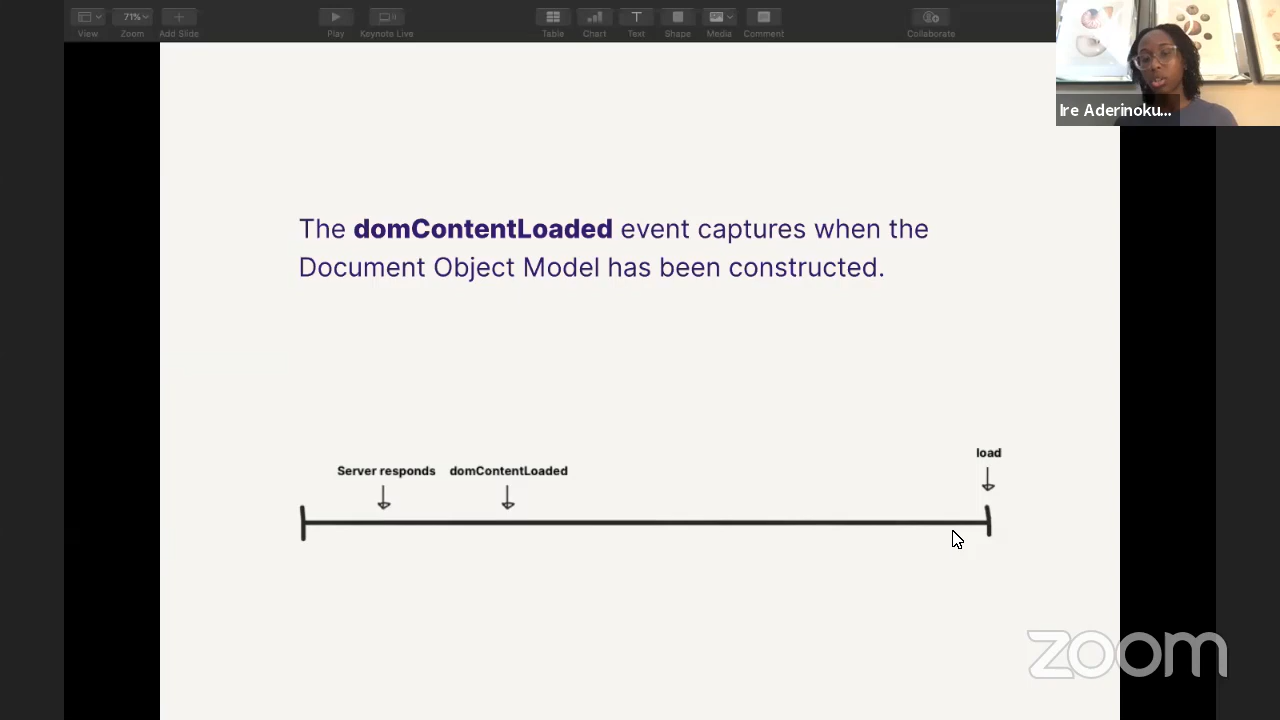 71%
View
Zoom
Add Slide
Play
Keynote Live
Table
Chart
Text
Shape
Media
Comment
Collaborate
Ire Aderinoku...
The domContentLoaded event captures when the
Document Object Model has been constructed.
load
Server responds
domContentLoaded
zoom